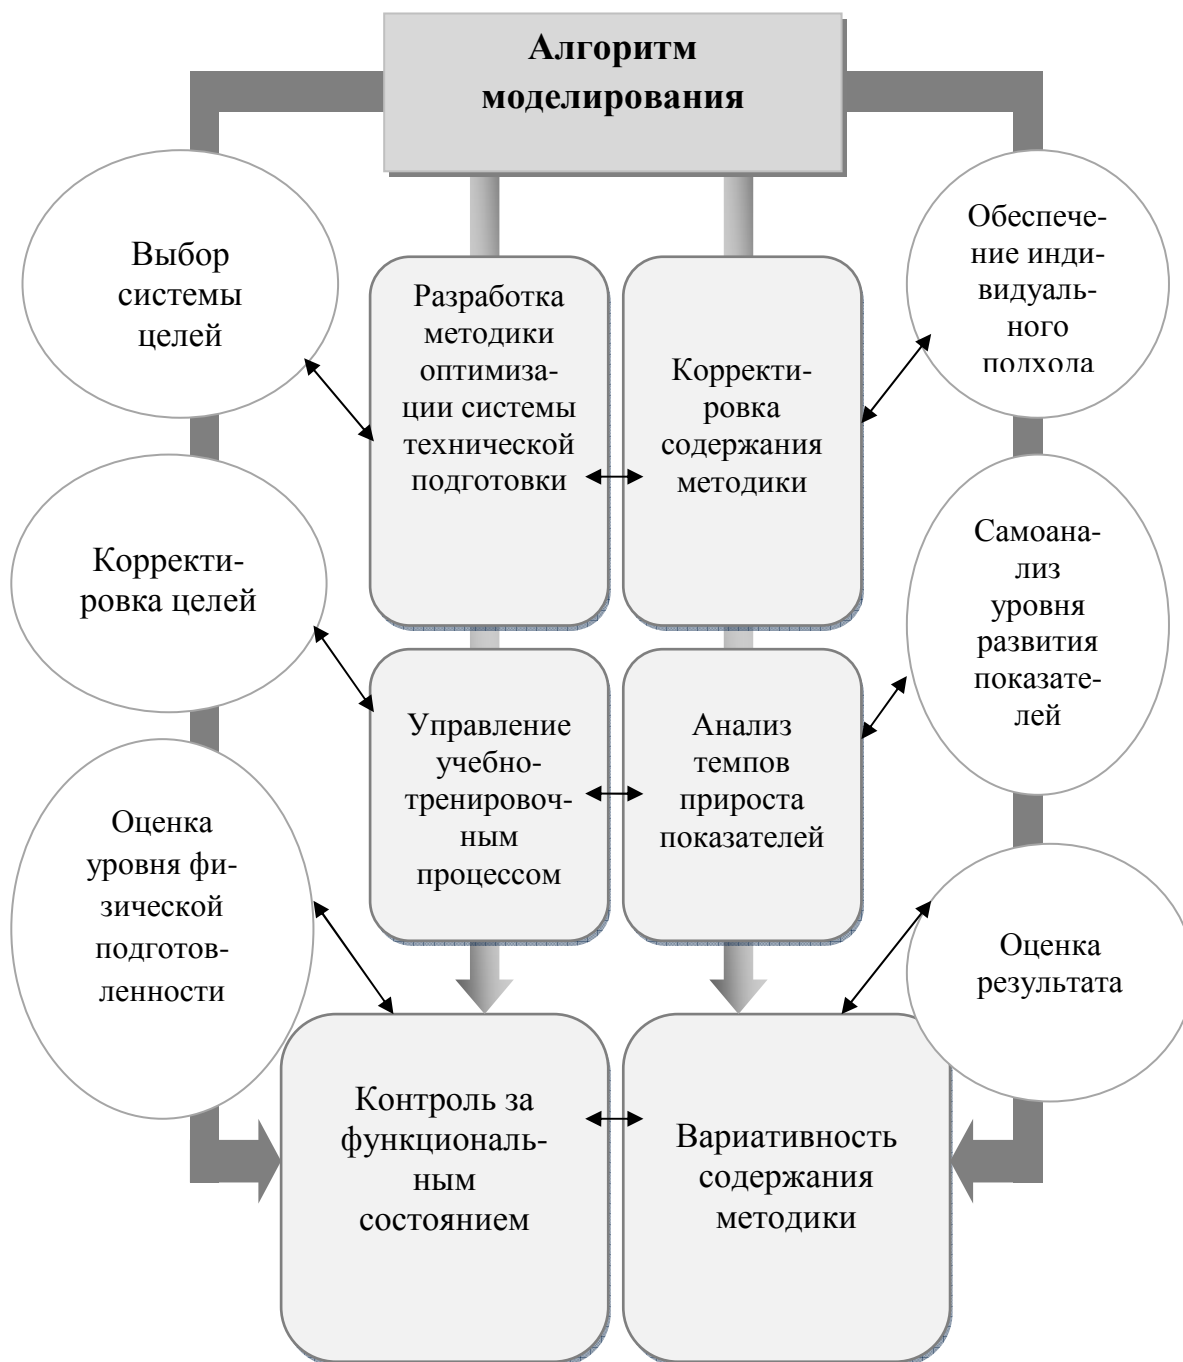 Алгоритм
моделирования
Выбор
системы
целей
Разработка
методики
оптимиза-
ции системы
технической
подготовки
Корректи-
ровка
содержания
методики
Обеспече-
ние инди-
видуаль-
ного
подхода
Корректи-
ровка целей
Управление
учебно-
тренировоч-
ным
процессом
Анализ
темпов
прироста
показателей
Самоана-
лиз
уровня
развития
показате-
лей
Оценка
уровня фи-
зической
подготов-
ленности
Контроль за
функциональ-
ным
состоянием
Вариативность
содержания
методики
Оценка
результата